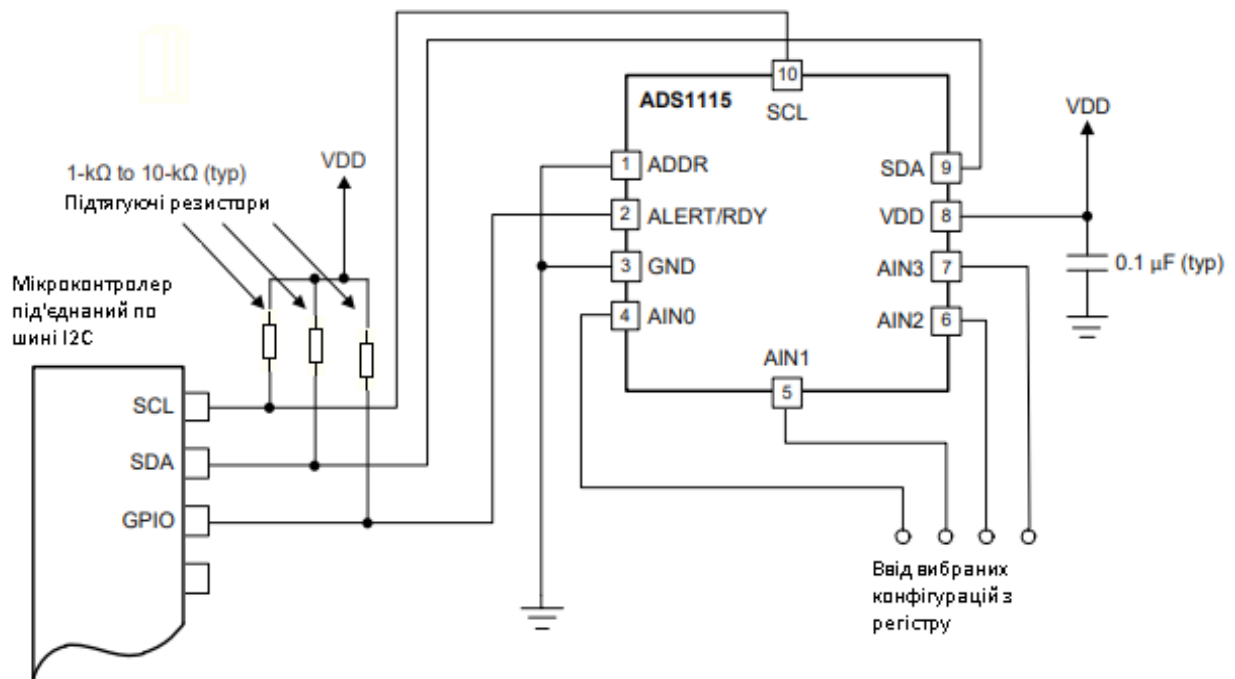 10
ADS1115
SCL
VDD
1-kΩ to 10-kΩ (typ)
Підтягуючі резистори
VDD
1 ADDR
SDA 9
2 ALERT/RDY
VDD 8
3 GND
AIN3 7
0.1 µF (typ)
4 AIN0
AIN2 6
Мікроконтролер
під'єднаний по
шині I2C
AIN1
5
SCL
SDA
GPIO
Ввід вибраних
конфігурацій з
регістру